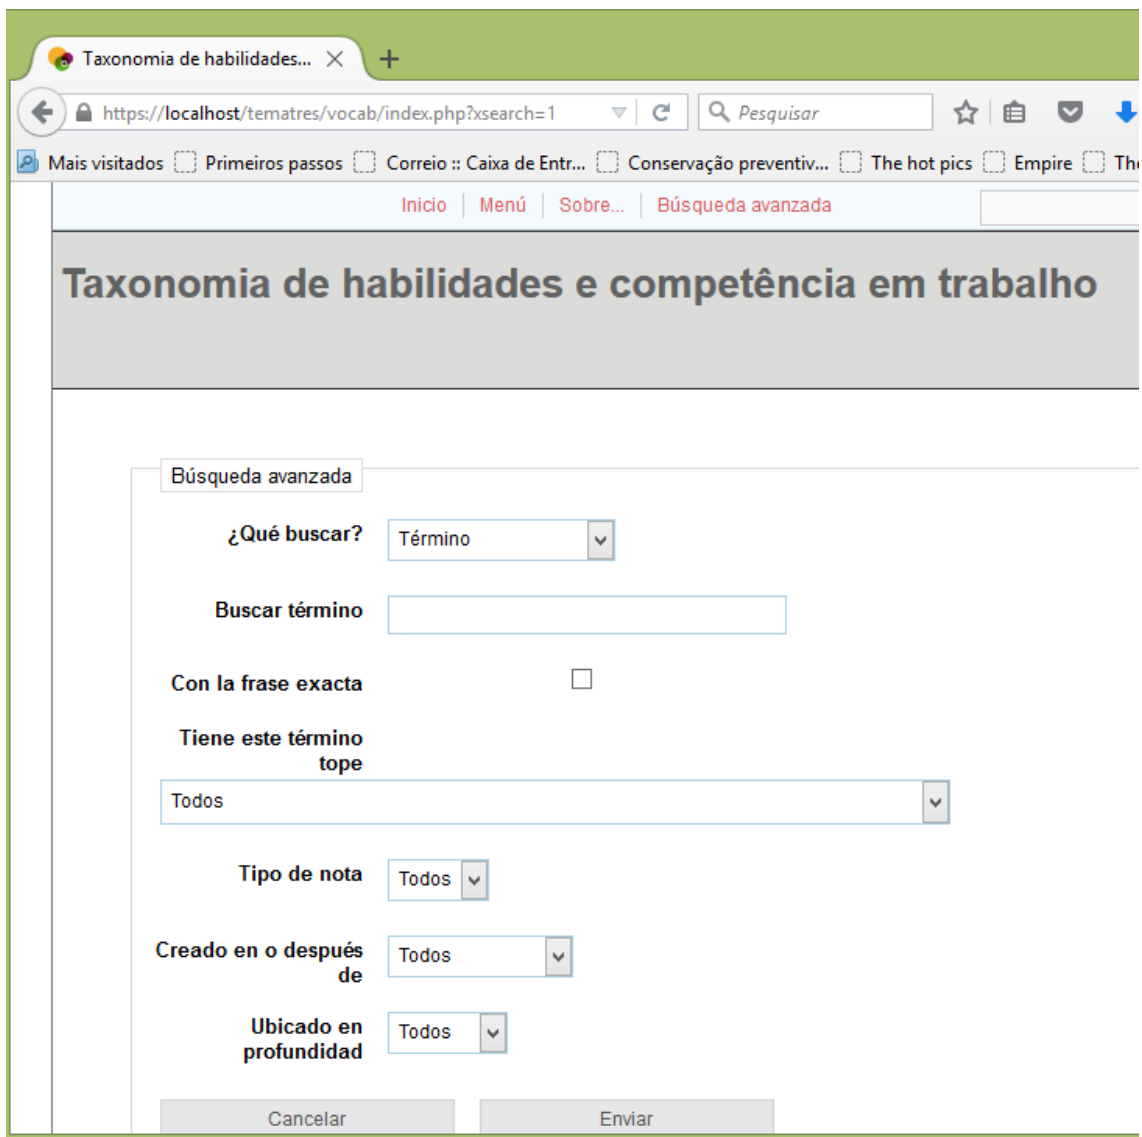 Taxonomia de habilidades...
https://localhost/tematres/vocab/index.php?xsearch=1 Pesquisar
Mais visitados Primeiros passos Correio :: Caixa de Entr... Conservação preventiv... The hot pics Empire The
Inicio Menú Sobre... Búsqueda avanzada
Taxonomia de habilidades e competência em trabalho
Búsqueda avanzada
¿Qué buscar? Término
Buscar término
Con la frase exacta
Tiene este término
tope
Todos
Tipo de nota Todos
Creado en o después
de Todos
Ubicado en
profundidad Todos
Cancelar Enviar